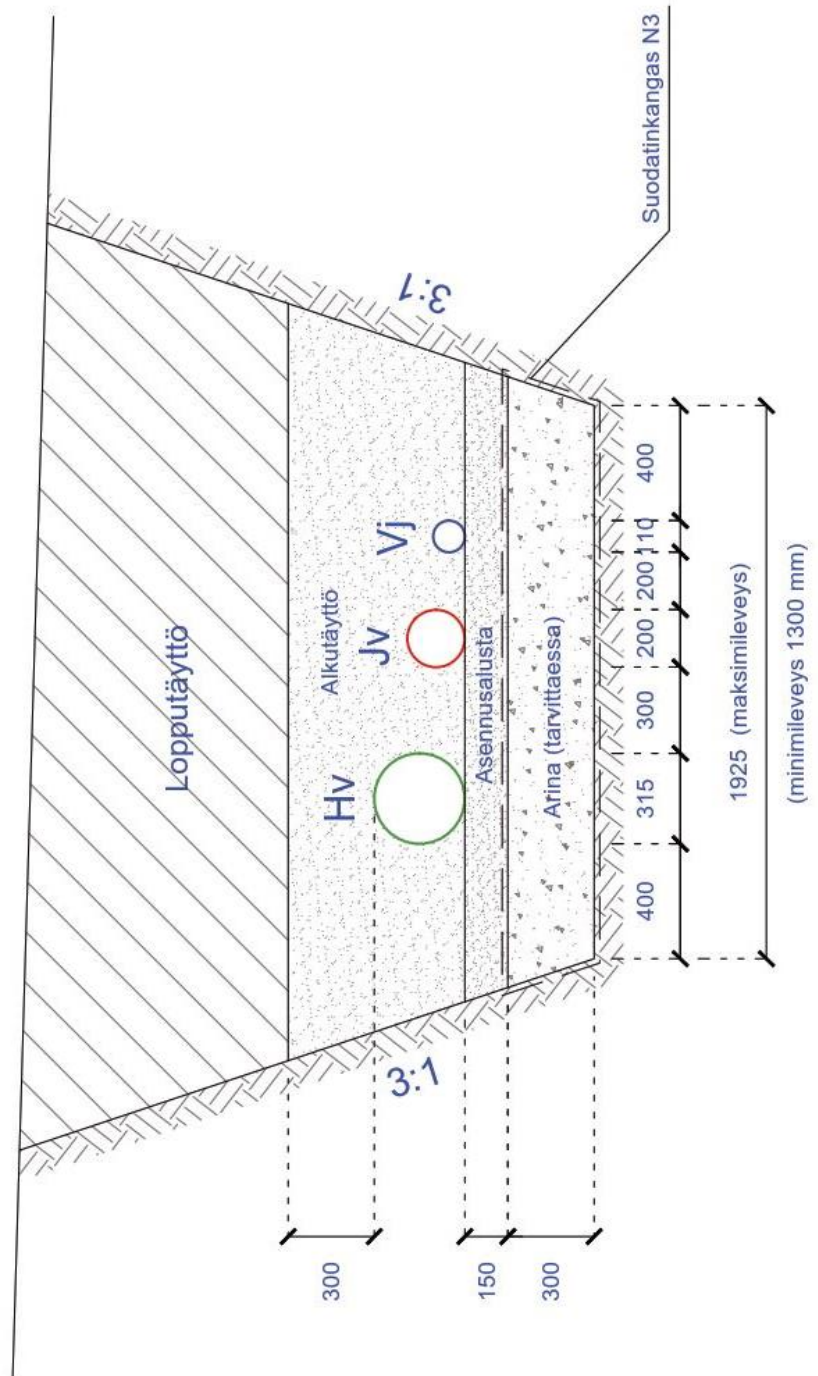 Lopputäyttö
300
Hv
Jv
Vj
Alkutäyttö
3:1
3:1
150
Asennusalusta
300
Arina (tarvittaessa)
Suodatinkangas N3
400
315
300
200
200
110
400
1925 (maksimileveys)
(minimileveys 1300 mm)